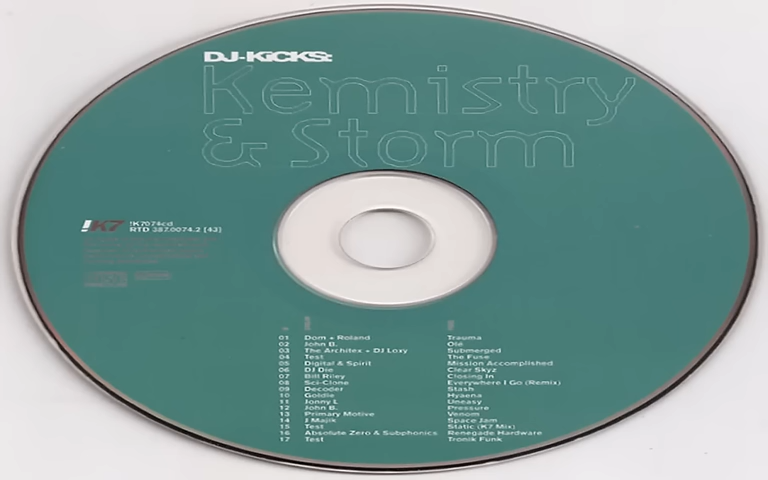 DJ-KiCKS:
Kemistry
& Storm
!K7 !K7074cd
RTD 387.0074.2 [43]
01 Dom + Roland Trauma
02 John B. Olé
03 The Architex + DJ Loxy Submerged
04 Test The Fuse
05 Digital & Spirit Mission Accomplished
06 DJ Die Clear Skyz
07 Bill Riley Closing In
08 Sci-Clone Everywhere I Go (Remix)
09 Decoder Stash
10 Goldie Hyaena
11 Jonny L Uneasy
12 John B. Pressure
13 Primary Motive Venom
14 J Majik Space Jam
15 Test Static (K7 Mix)
16 Absolute Zero & Subphonics Renegade Hardware
17 Test Tronik Funk